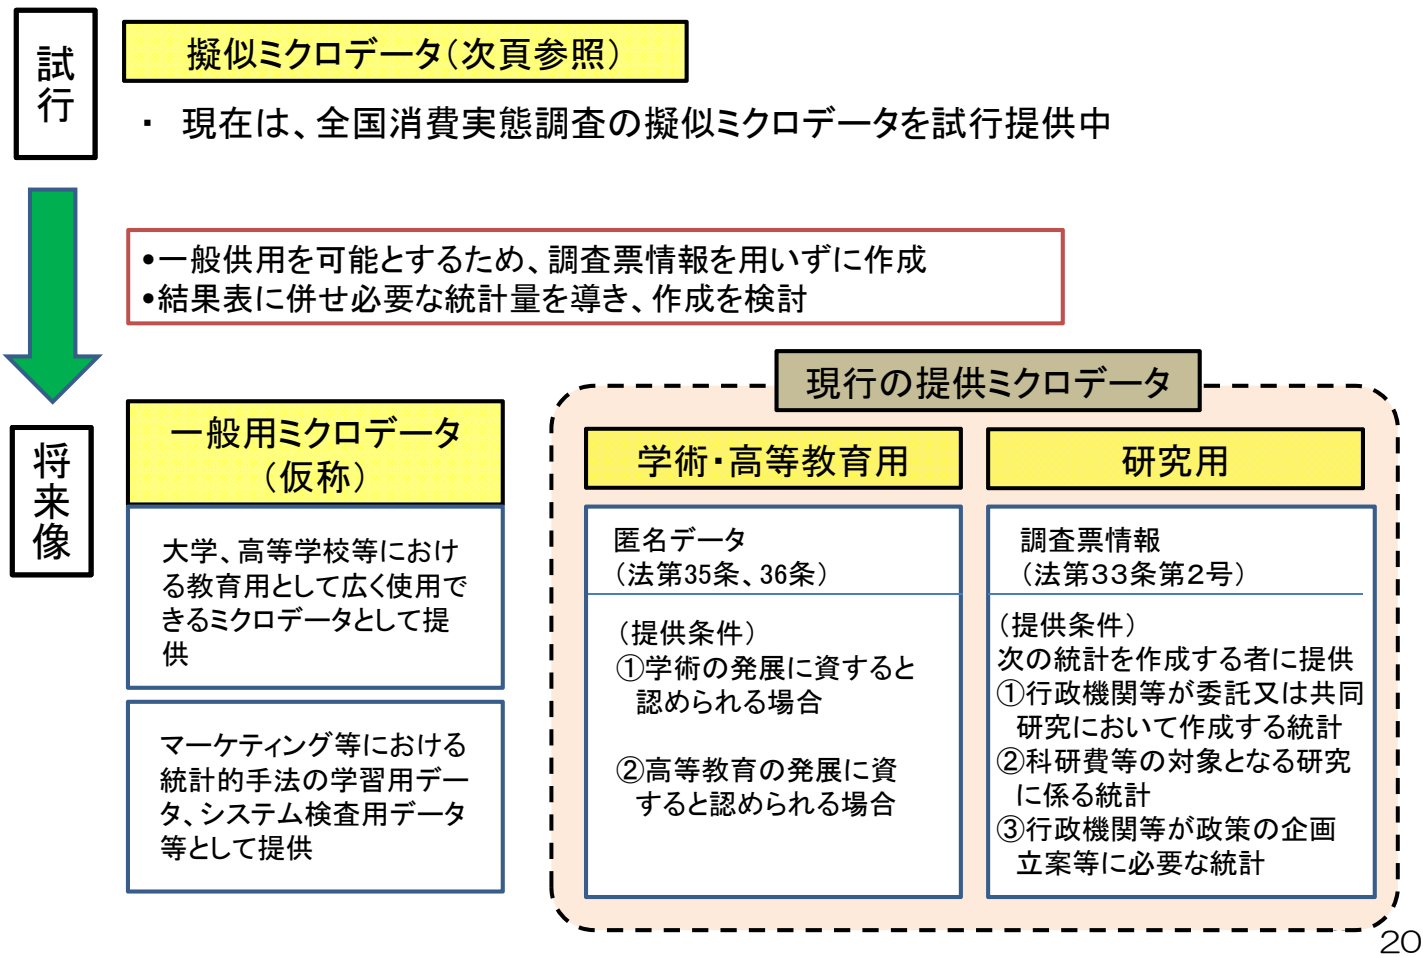 試行
擬似ミクロデータ（次頁参照）
・ 現在は、全国消費実態調査の擬似ミクロデータを試行提供中
•一般供用を可能とするため、調査票情報を用いずに作成
•結果表に併せ必要な統計量を導き、作成を検討
将来像
一般用ミクロデータ
（仮称）
大学、高等学校等におけ
る教育用として広く使用で
きるミクロデータとして提
供
マーケティング等における
統計的手法の学習用デー
タ、システム検査用データ
等として提供
現行の提供ミクロデータ
学術・高等教育用
匿名データ
（法第35条、36条）
（提供条件）
①学術の発展に資すると
認められる場合
②高等教育の発展に資
すると認められる場合
研究用
調査票情報
（法第３３条第２号）
（提供条件）
次の統計を作成する者に提供
①行政機関等が委託又は共同
研究において作成する統計
②科研費等の対象となる研究
に係る統計
③行政機関等が政策の企画
立案等に必要な統計
20